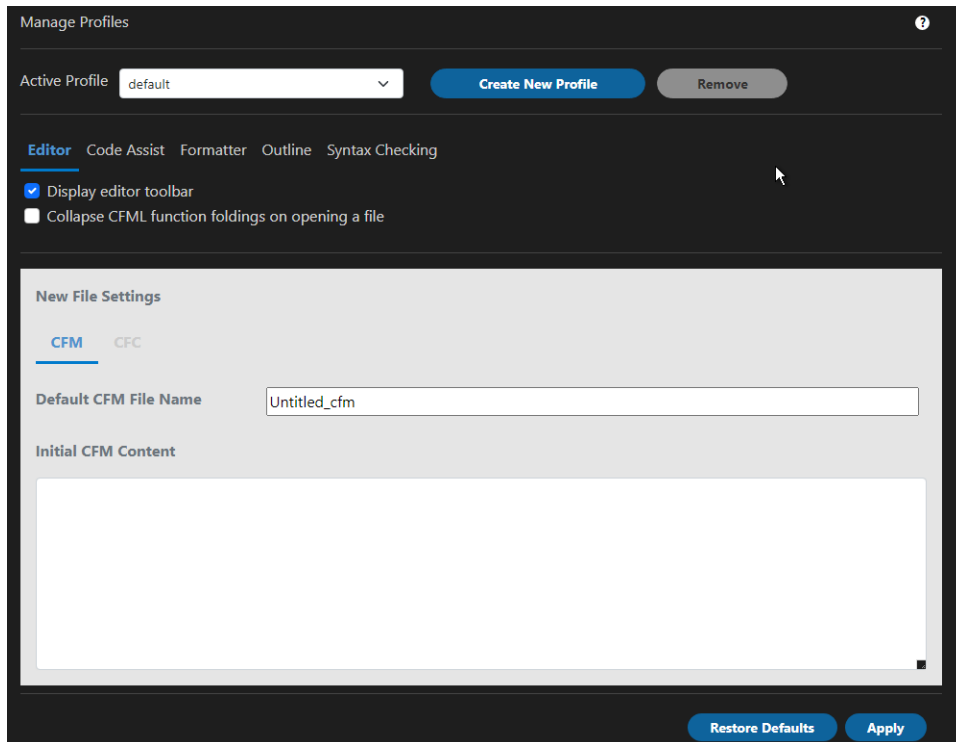 Manage Profiles ?
Active Profile default Create New Profile Remove
Editor Code Assist Formatter Outline Syntax Checking
Display editor toolbar
Collapse CFML function foldings on opening a file
New File Settings
CFM CFC
Default CFM File Name Untitled_cfm
Initial CFM Content
Restore Defaults Apply